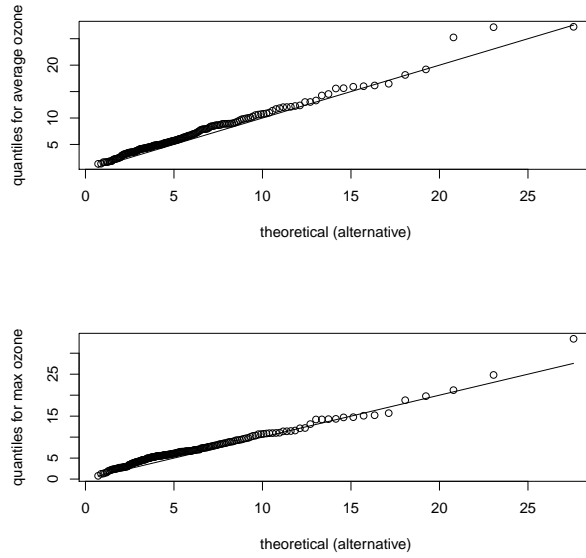 quantiles for average ozone
20
10
5
0 5 10 15 20 25
theoretical (alternative)
quantiles for max ozone
25
15
5
0
0 5 10 15 20 25
theoretical (alternative)